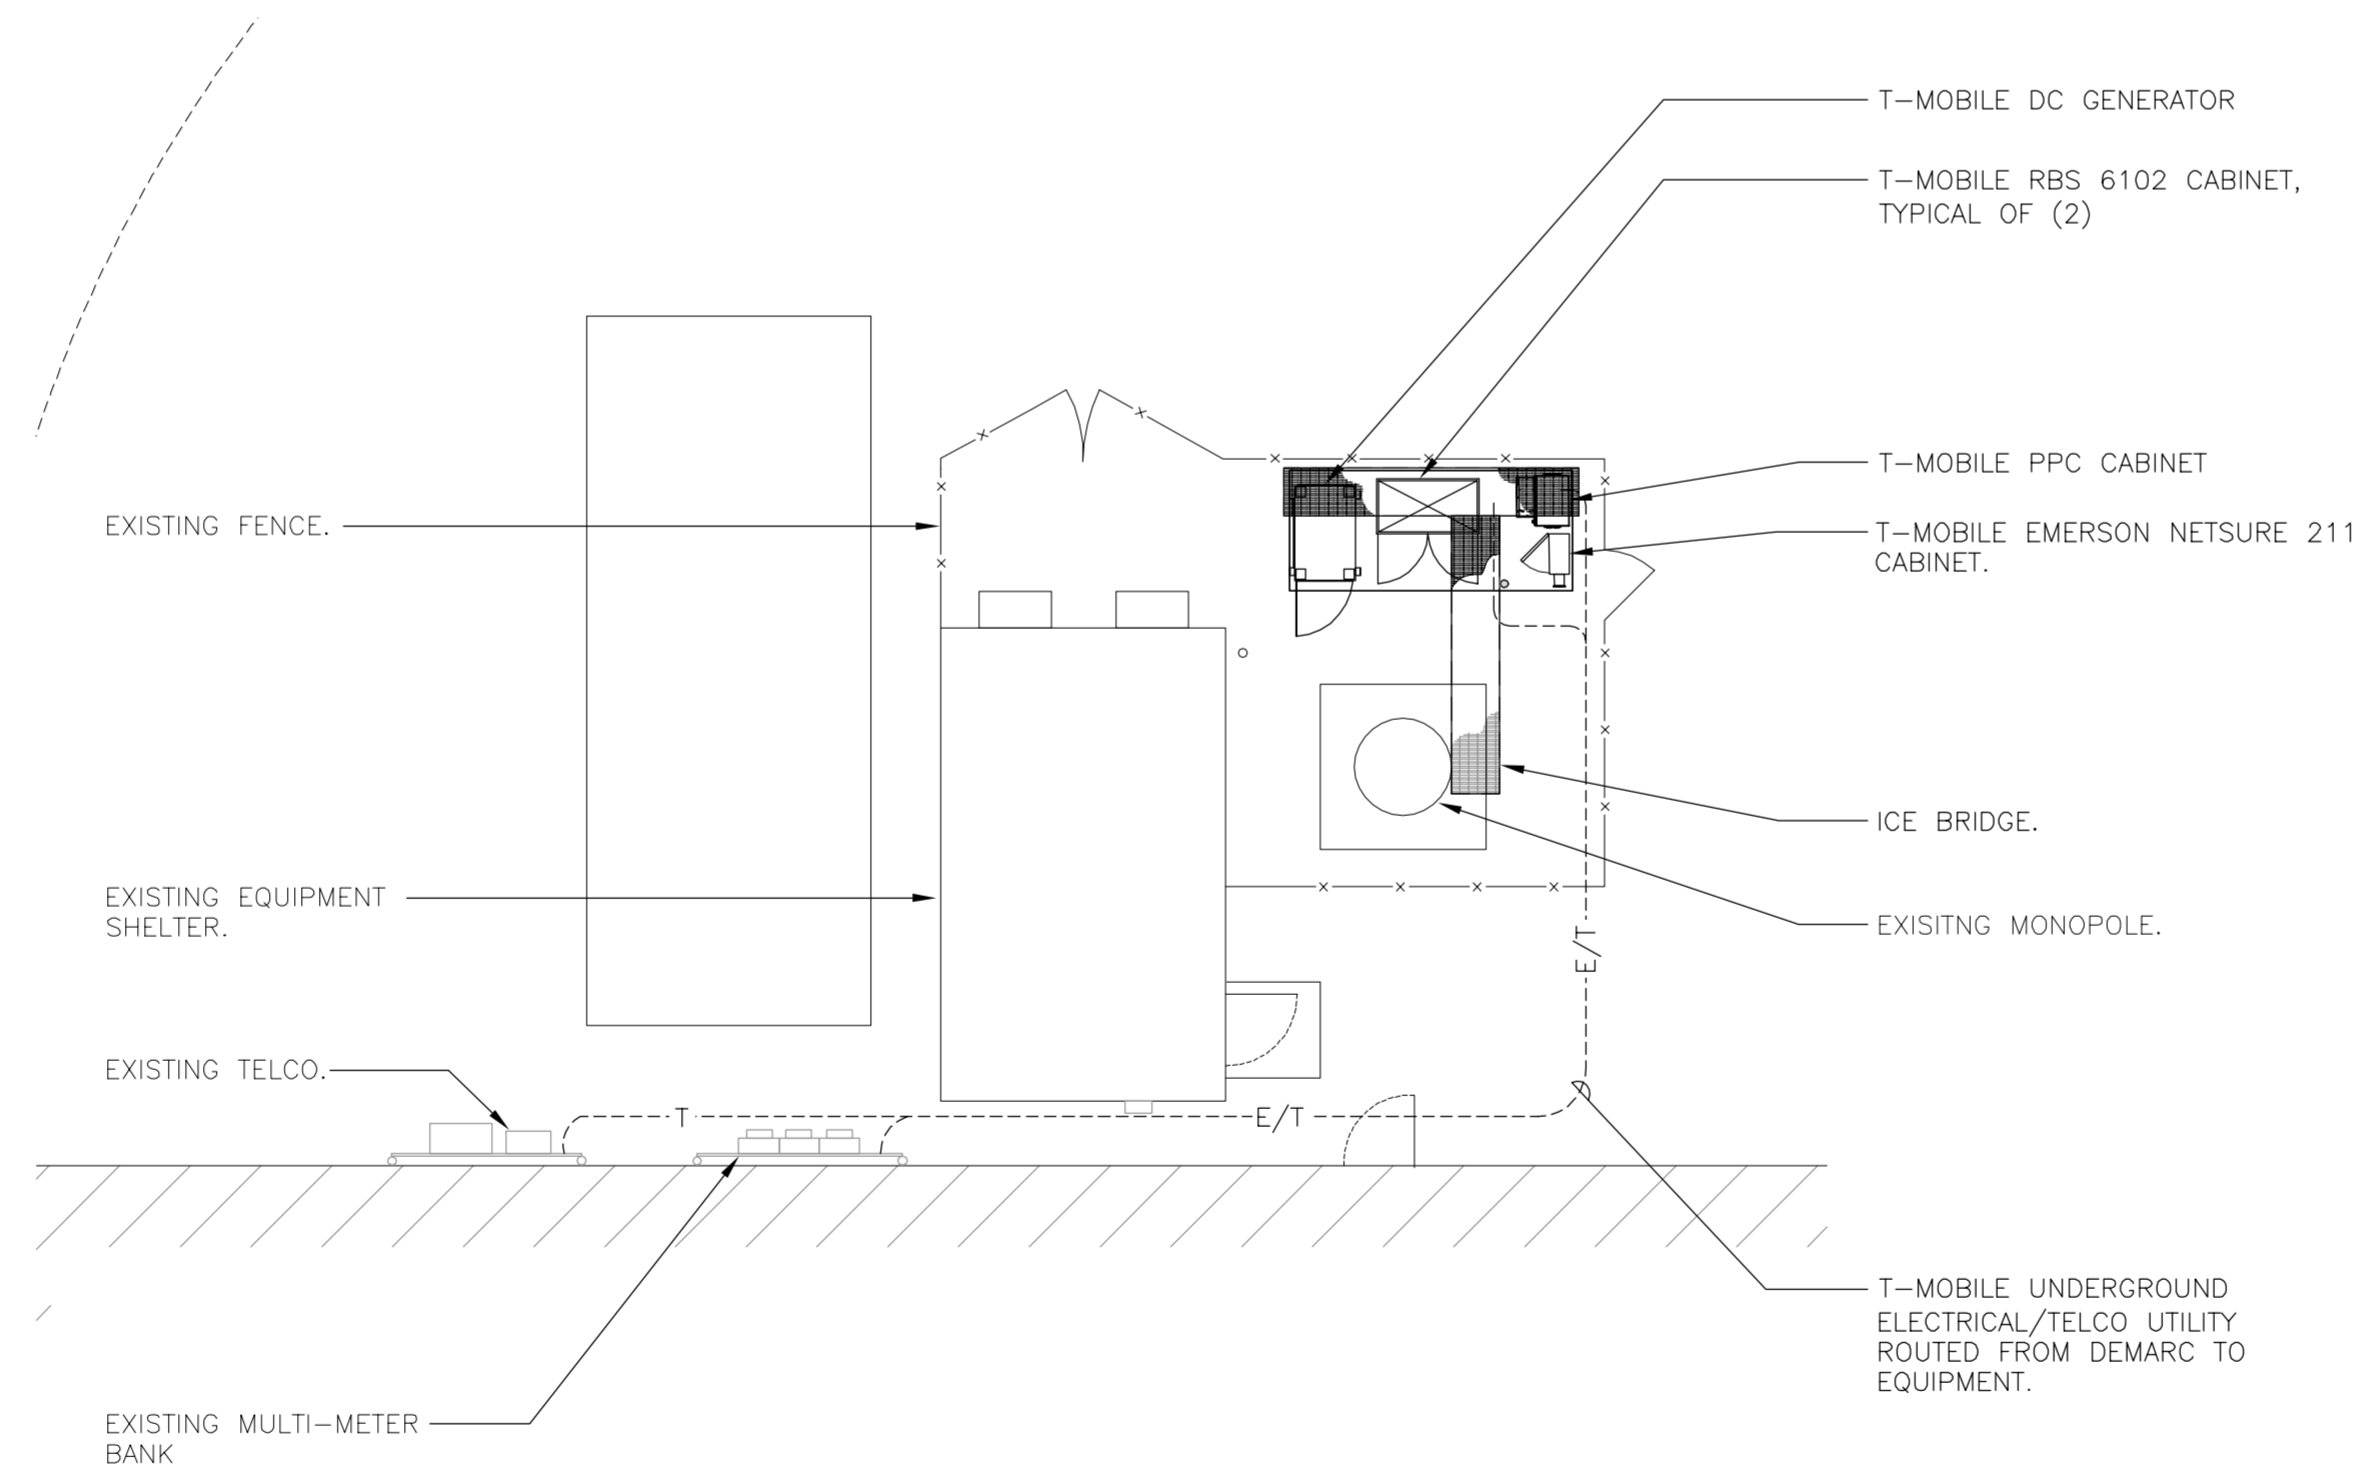 T-MOBILE DC GENERATOR
T-MOBILE RBS 6102 CABINET,
TYPICAL OF (2)
T-MOBILE PPC CABINET
T-MOBILE EMERSON NETSURE 211
CABINET.
EXISTING FENCE.
ICE BRIDGE.
EXISTING EQUIPMENT
SHELTER.
EXISITNG MONOPOLE.
E/T
EXISTING TELCO.
T
E/T
T-MOBILE UNDERGROUND
ELECTRICAL/TELCO UTILITY
ROUTED FROM DEMARC TO
EQUIPMENT.
EXISTING MULTI-METER
BANK